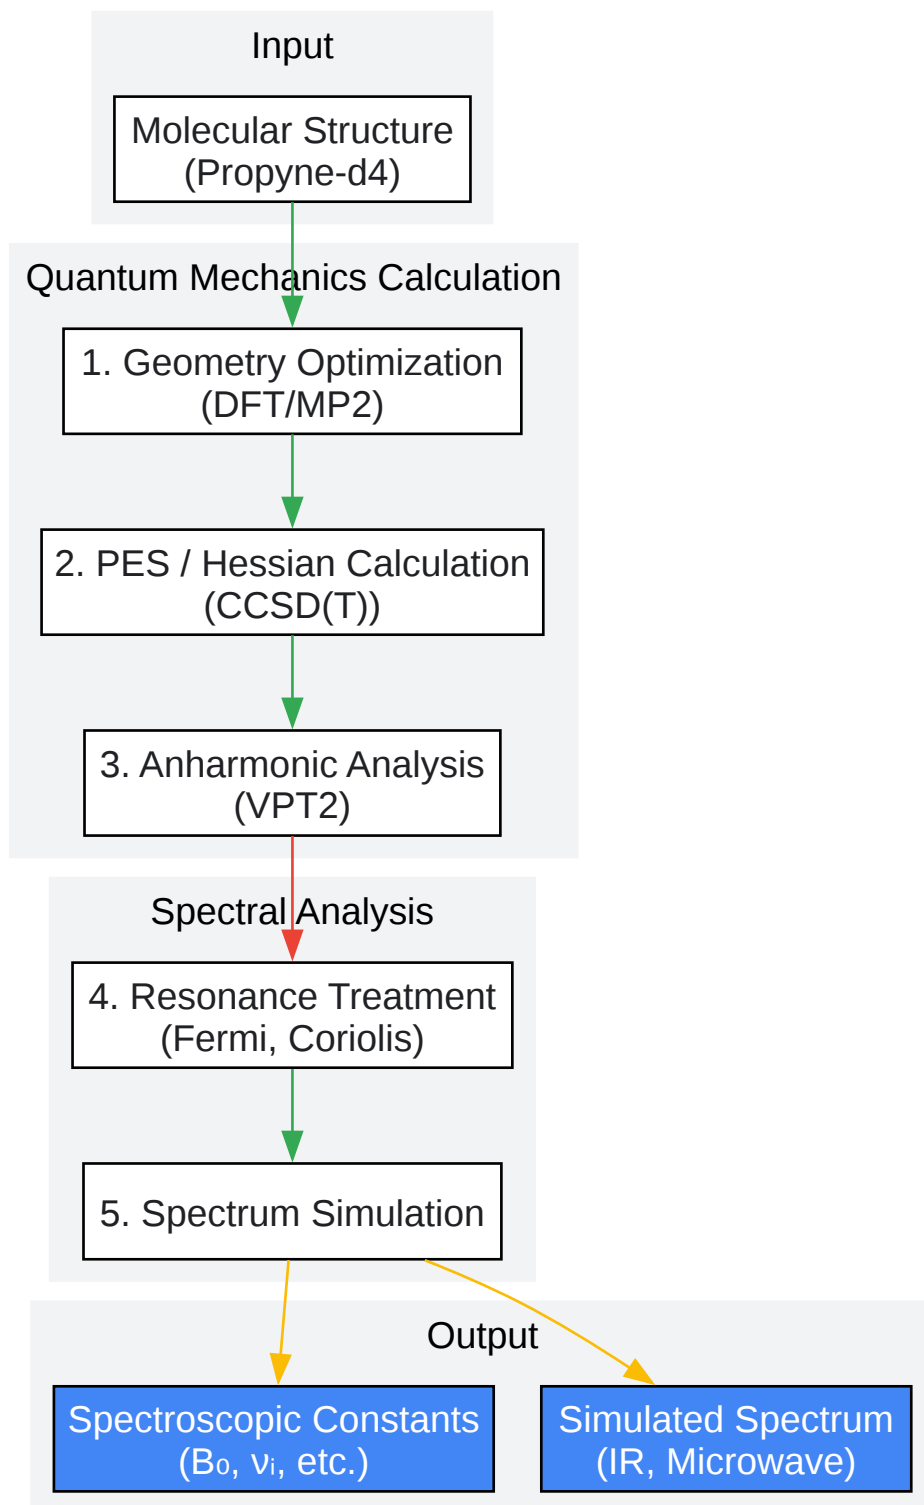 Input
Molecular Structure
(Propyne-d4)
Quantum Mechanics Calculation
1. Geometry Optimization
(DFT/MP2)
2. PES / Hessian Calculation
(CCSD(T))
3. Anharmonic Analysis
(VPT2)
Spectral Analysis
4. Resonance Treatment
(Fermi, Coriolis)
5. Spectrum Simulation
Output
Spectroscopic Constants
(B₀, νᵢ, etc.)
Simulated Spectrum
(IR, Microwave)